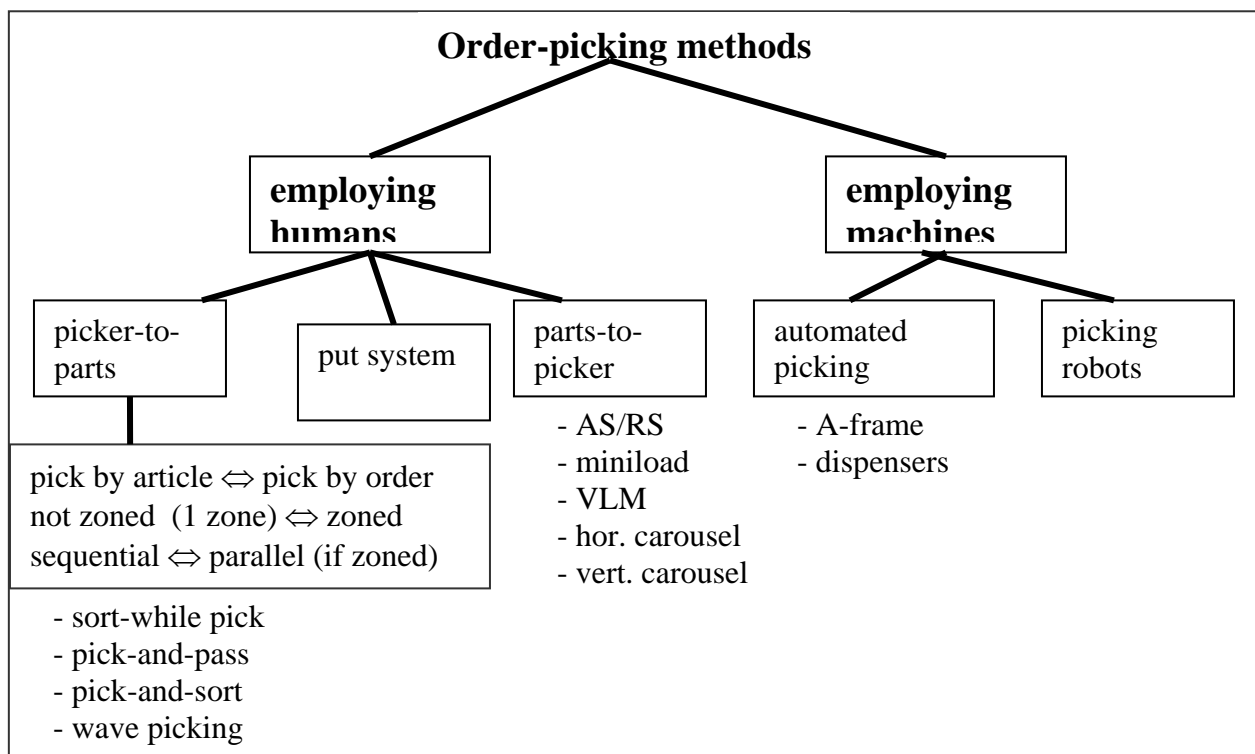 Order-picking methods
employing
humans
employing
machines
picker-to-
parts
put system
parts-to-
picker
automated
picking
picking
robots
pick by article ⇔ pick by order
not zoned (1 zone) ⇔ zoned
sequential ⇔ parallel (if zoned)
- sort-while pick
- pick-and-pass
- pick-and-sort
- wave picking
- AS/RS
- miniload
- VLM
- hor. carousel
- vert. carousel
- A-frame
- dispensers